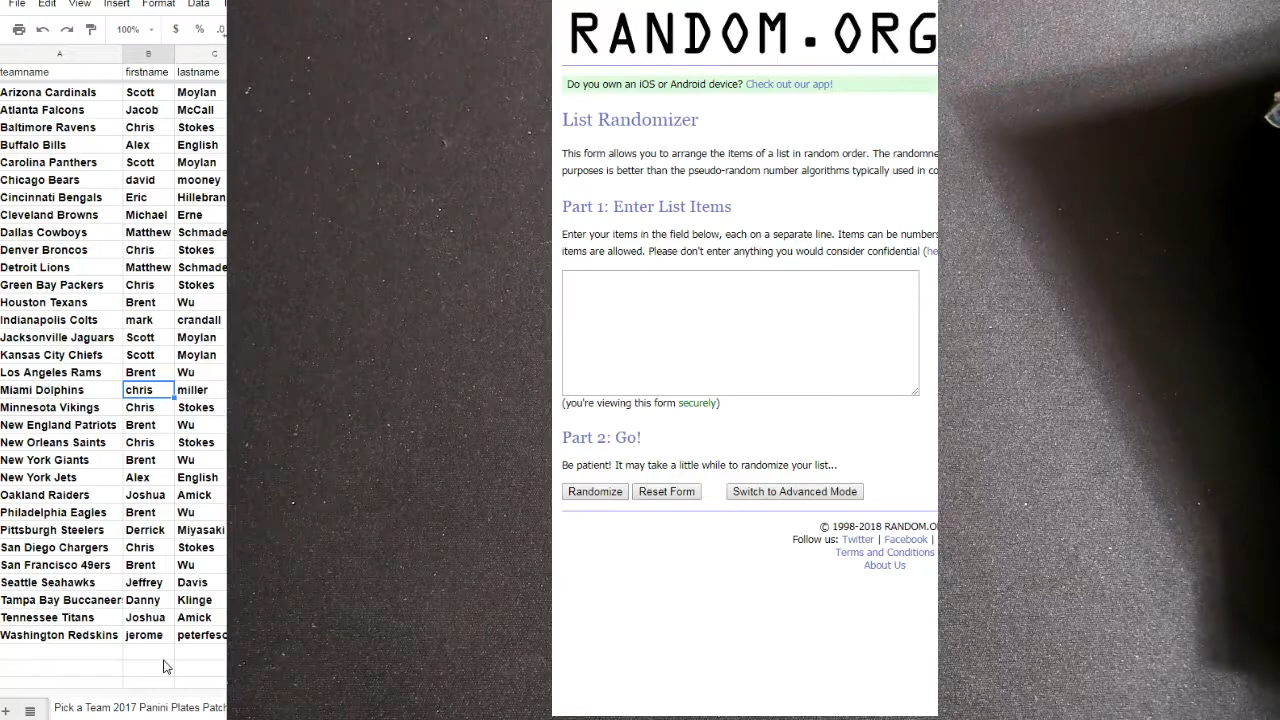 File Edit View Insert Format Data
100% $ % .0
A B C
teamname firstname lastname
Arizona Cardinals Scott Moylan
Atlanta Falcons Jacob McCall
Baltimore Ravens Chris Stokes
Buffalo Bills Alex English
Carolina Panthers Scott Moylan
Chicago Bears david mooney
Cincinnati Bengals Eric Hillebran
Cleveland Browns Michael Erne
Dallas Cowboys Matthew Schmade
Denver Broncos Chris Stokes
Detroit Lions Matthew Schmade
Green Bay Packers Chris Stokes
Houston Texans Brent Wu
Indianapolis Colts mark crandall
Jacksonville Jaguars Scott Moylan
Kansas City Chiefs Scott Moylan
Los Angeles Rams Brent Wu
Miami Dolphins chris miller
Minnesota Vikings Chris Stokes
New England Patriots Brent Wu
New Orleans Saints Chris Stokes
New York Giants Brent Wu
New York Jets Alex English
Oakland Raiders Joshua Amick
Philadelphia Eagles Brent Wu
Pittsburgh Steelers Derrick Miyasaki
San Diego Chargers Chris Stokes
San Francisco 49ers Brent Wu
Seattle Seahawks Jeffrey Davis
Tampa Bay Buccaneer Danny Klinge
Tennessee Titans Joshua Amick
Washington Redskins jerome peterfeso
Pick a Team 2017 Panini Plates Patch
RANDOM.ORG
Do you own an iOS or Android device? Check out our app!
List Randomizer
This form allows you to arrange the items of a list in random order. The randomne
purposes is better than the pseudo-random number algorithms typically used in co
Part 1: Enter List Items
Enter your items in the field below, each on a separate line. Items can be numbers
items are allowed. Please don't enter anything you would consider confidential (he
(you're viewing this form securely)
Part 2: Go!
Be patient! It may take a little while to randomize your list...
Randomize Reset Form Switch to Advanced Mode
© 1998-2018 RANDOM.O
Follow us: Twitter | Facebook |
Terms and Conditions
About Us